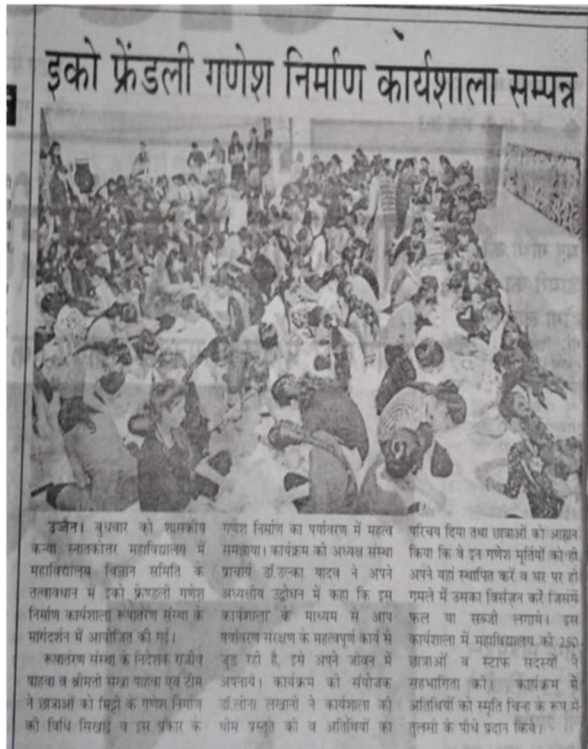 इको फ्रेंडली गणेश निर्माण कार्यशाला सम्पन्न
उज्जैन। बुधवार को शासकीय
कन्या स्नातकोत्तर महाविद्यालय में
महाविद्यालय विज्ञान समिति के
तत्वावधान में इको फ्रेण्डली गणेश
निर्माण कार्यशाला रूपांतरण संस्था के
मार्गदर्शन में आयोजित की गई।
रूपांतरण संस्था के निदेशक राजीव
पाहवा व श्रीमती सखा पाहवा एवं टीम
ने छात्राओं को मिट्टी के गणेश निर्माण
की विधि सिखाई व इस प्रकार के
गणेश निर्माण का पर्यावरण में महत्व
समझाया। कार्यक्रम की अध्यक्ष संस्था
प्राचार्य डॉ.उल्का यादव ने अपने
अध्यक्षीय उद्बोधन में कहा कि इस
कार्यशाला के माध्यम से आप
पर्यावरण संरक्षण के महत्वपूर्ण कार्य में
जुड़ रही है, इसे अपने जीवन में
अपनायें। कार्यक्रम की संयोजक
डॉ.लीना लखानी ने कार्यशाला की
थीम प्रस्तुत की व अतिथियों का
परिचय दिया तथा छात्राओं को आह्वान
किया कि वे इन गणेश मूर्तियों को ही
अपने यहां स्थापित करें व घर पर ही
गमले में उसका विसर्जन करें जिसमें
फल या सब्जी लगायें। इस
कार्यशाला में महाविद्यालय की 250
छात्राओं व स्टाफ सदस्यों ने
सहभागिता की। कार्यक्रम में
अतिथियों को स्मृति चिन्ह के रूप में
तुलसी के पौधे प्रदान किये।